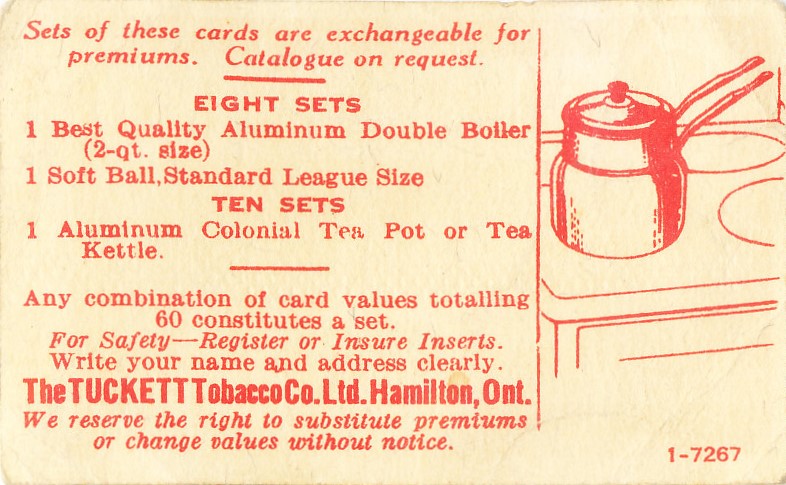 Sets of these cards are exchangeable for
premiums. Catalogue on request.
EIGHT SETS
1 Best Quality Aluminum Double Boiler
(2-qt. size)
1 Soft Ball, Standard League Size
TEN SETS
1 Aluminum Colonial Tea Pot or Tea
Kettle.
Any combination of card values totalling
60 constitutes a set.
For Safety—Register or Insure Inserts.
Write your name and address clearly.
The TUCKETT Tobacco Co. Ltd. Hamilton, Ont.
We reserve the right to substitute premiums
or change values without notice.
1-7267